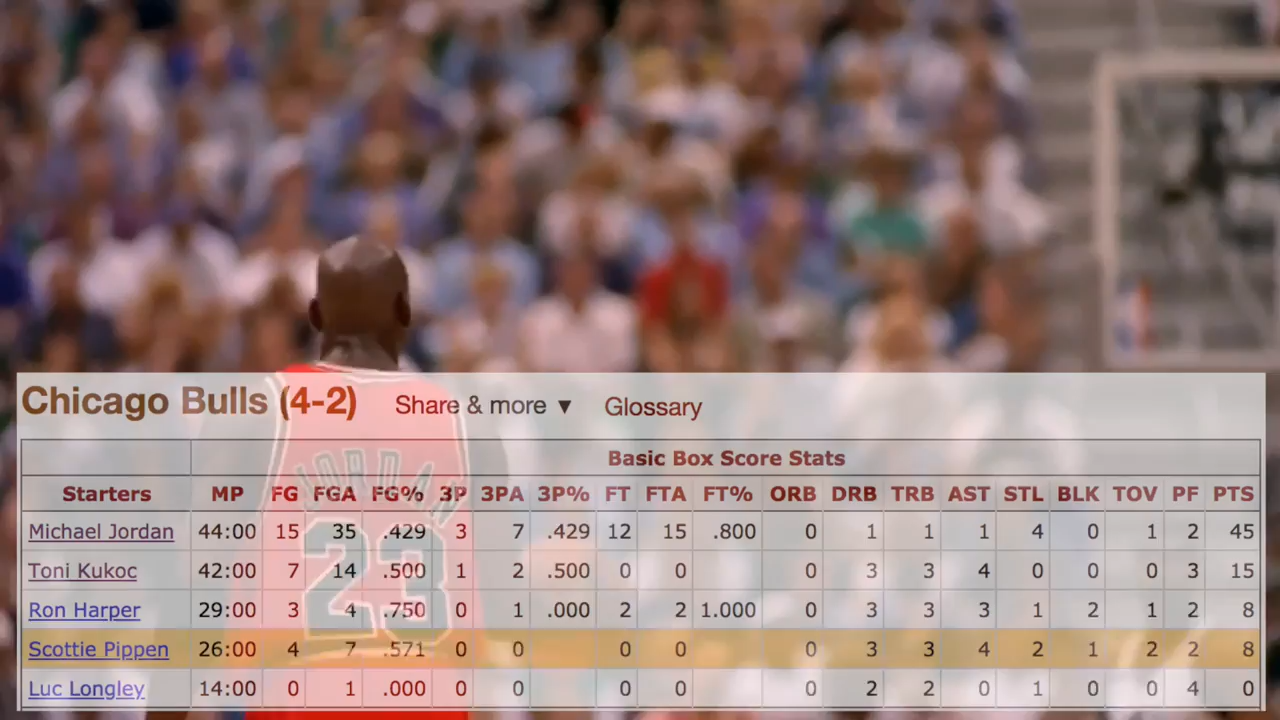 Chicago Bulls (4-2) Share & more ▼ Glossary
Basic Box Score Stats
Starters MP FG FGA FG% 3P 3PA 3P% FT FTA FT% ORB DRB TRB AST STL BLK TOV PF PTS
Michael Jordan 44:00 15 35 .429 3 7 .429 12 15 .800 0 1 1 1 4 0 1 2 45
Toni Kukoc 42:00 7 14 .500 1 2 .500 0 0 0 3 3 4 0 0 0 3 15
Ron Harper 29:00 3 4 .750 0 1 .000 2 2 1.000 0 3 3 3 1 2 1 2 8
Scottie Pippen 26:00 4 7 .571 0 0 0 0 0 3 3 4 2 1 2 2 8
Luc Longley 14:00 0 1 .000 0 0 0 0 0 2 2 0 1 0 0 4 0
JORDAN
23